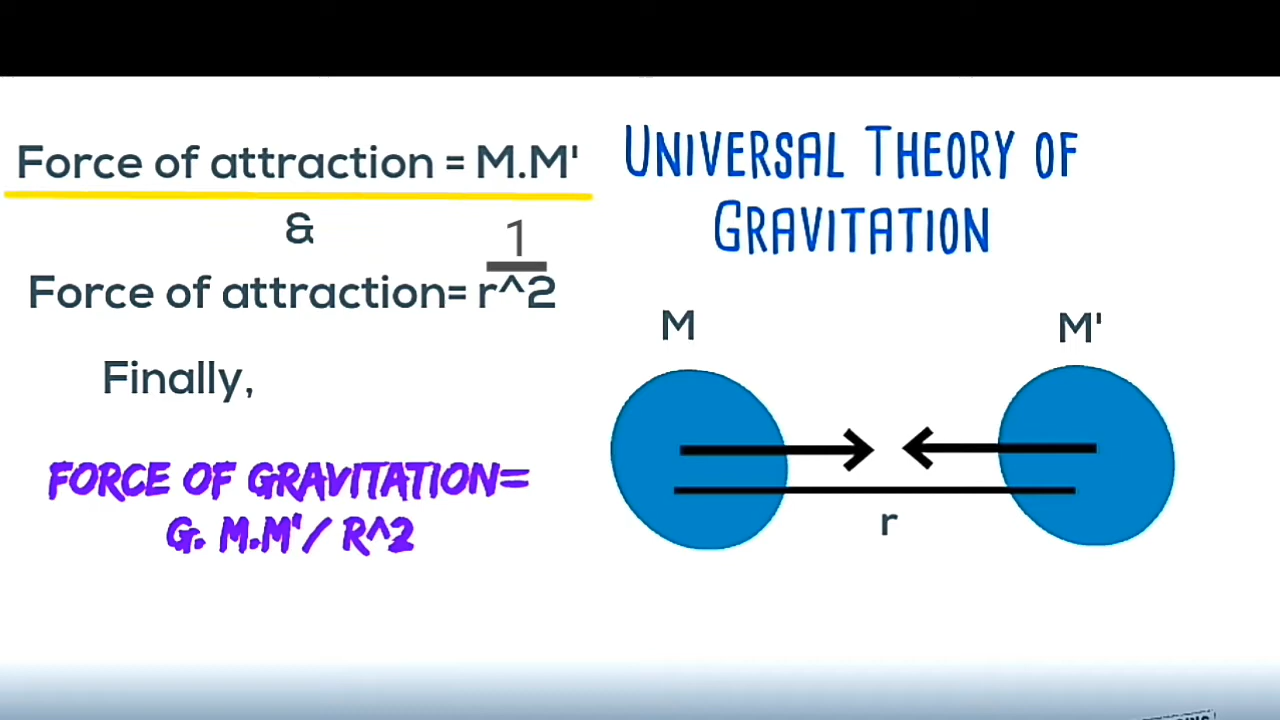 Force of attraction = M.M'
&
1
Force of attraction= r^2
Finally,
FORCE OF GRAVITATION=
G. M.M'/ R^2
UNIVERSAL THEORY OF
GRAVITATION
M
M'
r